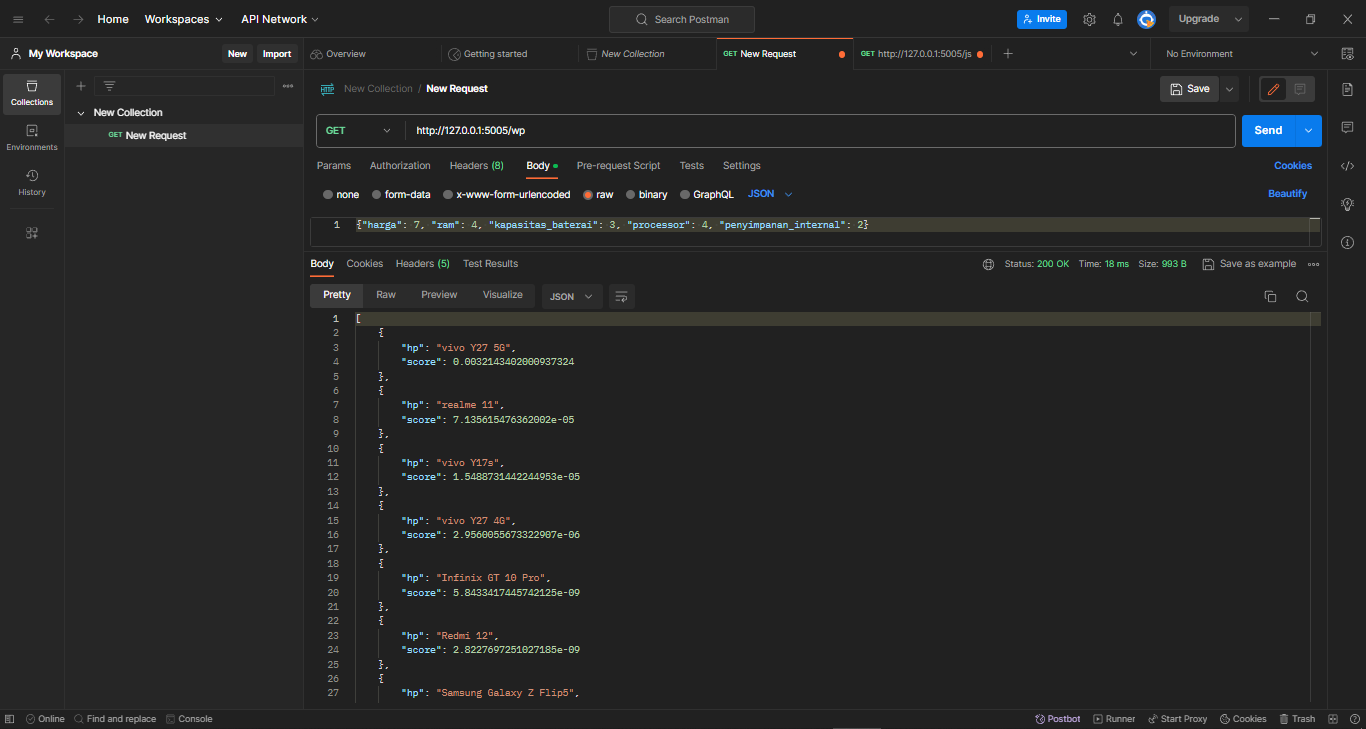 Home Workspaces API Network Search Postman Invite Upgrade
My Workspace New Import Overview Getting started New Collection GET New Request GET http://127.0.0.1:5005/js No Environment
Collections
Environments
History
New Collection
GET New Request
HTTP New Collection / New Request Save
GET http://127.0.0.1:5005/wp Send
Params Authorization Headers (8) Body Pre-request Script Tests Settings Cookies
none form-data x-www-form-urlencoded raw binary GraphQL JSON Beautify
1 {"harga": 7, "ram": 4, "kapasitas_baterai": 3, "processor": 4, "penyimpanan_internal": 2}
Body Cookies Headers (5) Test Results Status: 200 OK Time: 18 ms Size: 993 B Save as example
Pretty Raw Preview Visualize JSON
1 [
2 {
3 "hp": "vivo Y27 5G",
4 "score": 0.0032143402000937324
5 },
6 {
7 "hp": "realme 11",
8 "score": 7.135615476362002e-05
9 },
10 {
11 "hp": "vivo Y17s",
12 "score": 1.5488731442244953e-05
13 },
14 {
15 "hp": "vivo Y27 4G",
16 "score": 2.9560055673322907e-06
17 },
18 {
19 "hp": "Infinix GT 10 Pro",
20 "score": 5.8433417445742125e-09
21 },
22 {
23 "hp": "Redmi 12",
24 "score": 2.8227697251027185e-09
25 },
26 {
27 "hp": "Samsung Galaxy Z Flip5",
Online Find and replace Console Postbot Runner Start Proxy Cookies Trash